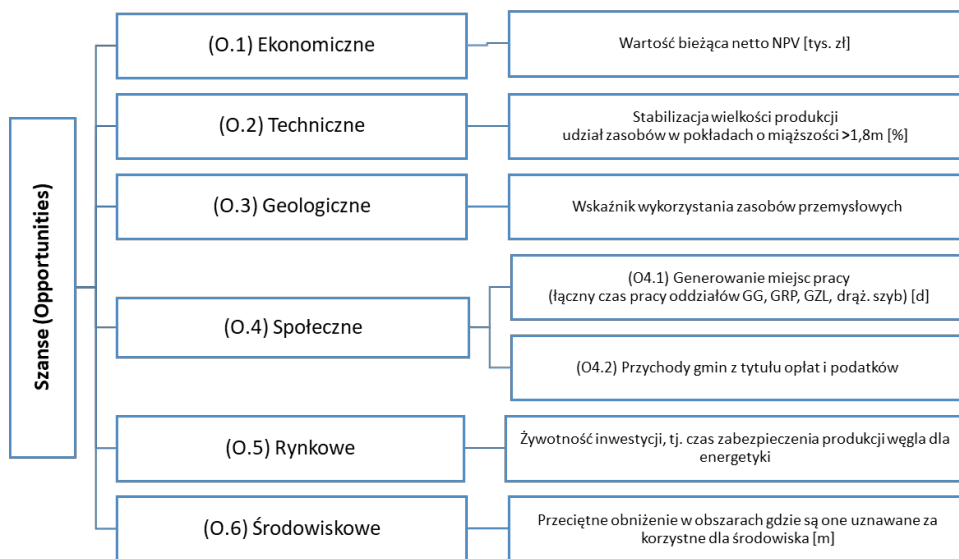 Szanse (Opportunities)
(O.1) Ekonomiczne
Wartość bieżąca netto NPV [tys. zł]
(O.2) Techniczne
Stabilizacja wielkości produkcji
udział zasobów w pokładach o miąższości >1,8m [%]
(O.3) Geologiczne
Wskaźnik wykorzystania zasobów przemysłowych
(O.4) Społeczne
(O4.1) Generowanie miejsc pracy
(łączny czas pracy oddziałów GG, GRP, GZL, drąż. szyb) [d]
(O4.2) Przychody gmin z tytułu opłat i podatków
(O.5) Rynkowe
Żywotność inwestycji, tj. czas zabezpieczenia produkcji węgla dla
energetyki
(O.6) Środowiskowe
Przeciętne obniżenie w obszarach gdzie są one uznawane za
korzystne dla środowiska [m]